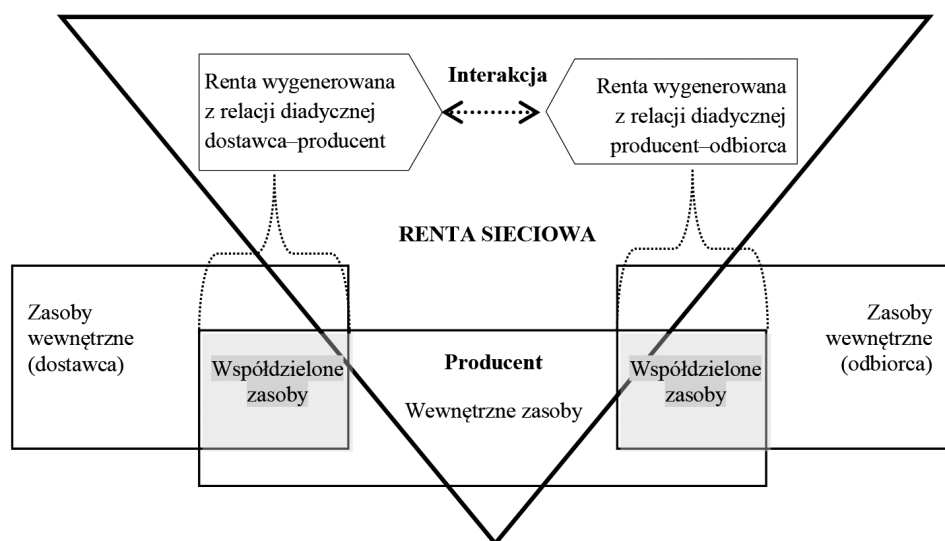 Renta wygenerowana
z relacji diadycznej
dostawca–producent
Interakcja
Renta wygenerowana
z relacji diadycznej
producent–odbiorca
RENTA SIECIOWA
Zasoby
wewnętrzne
(dostawca)
Współdzielone
zasoby
Producent
Wewnętrzne zasoby
Współdzielone
zasoby
Zasoby
wewnętrzne
(odbiorca)